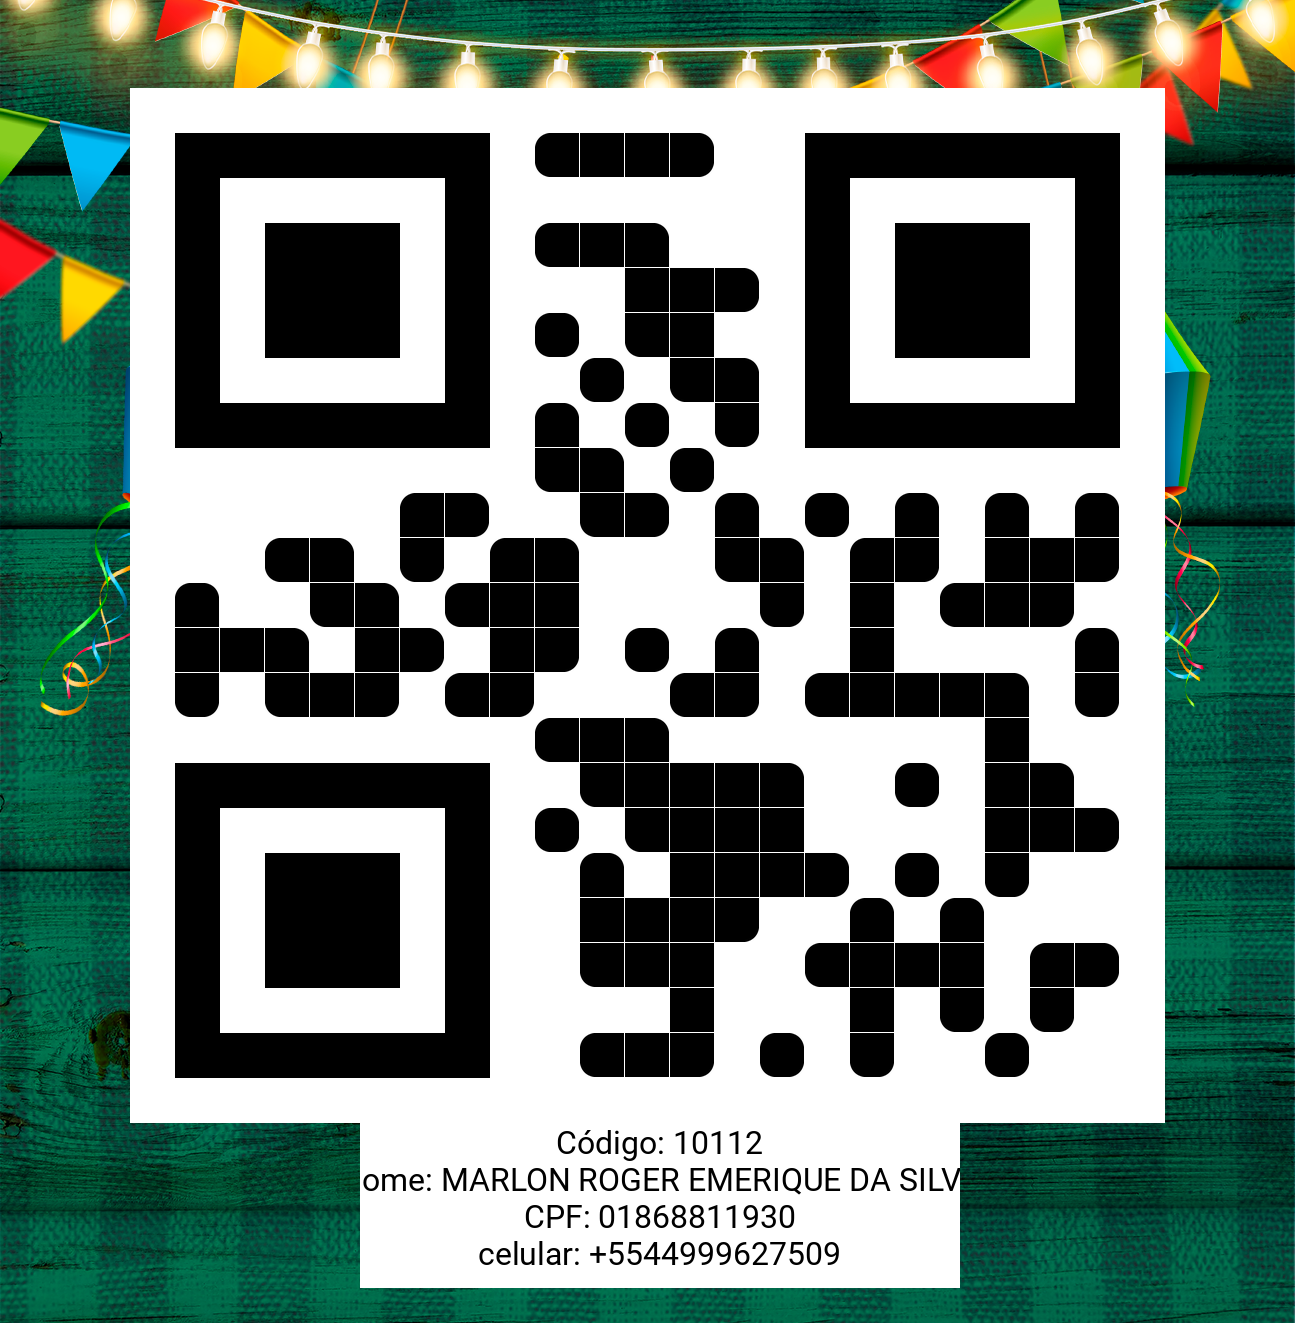 Código: 10112
ome: MARLON ROGER EMERIQUE DA SILV
CPF: 01868811930
celular: +5544999627509